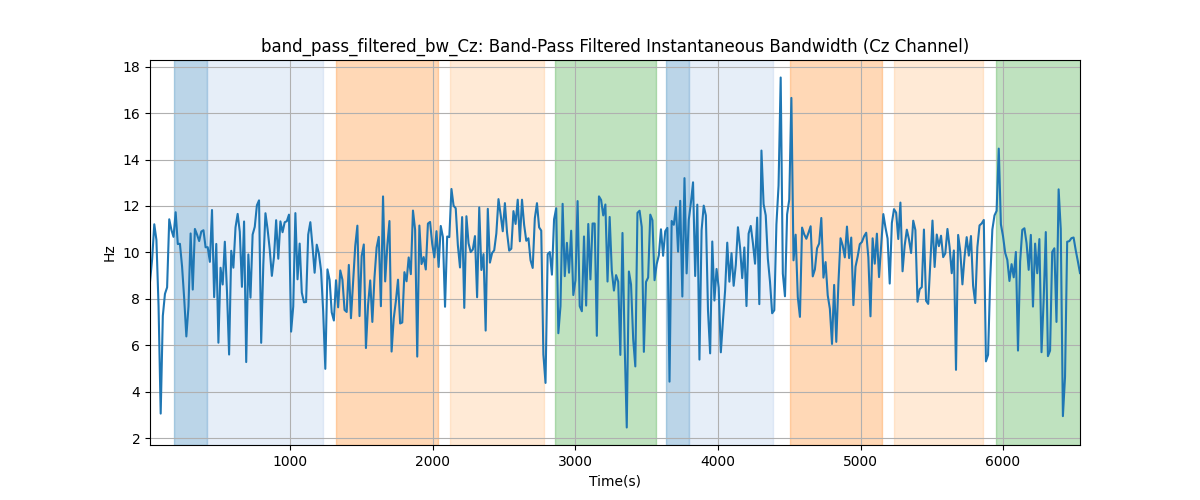 band_pass_filtered_bw_Cz: Band-Pass Filtered Instantaneous Bandwidth (Cz Channel)
18
16
14
12
10
8
6
4
2
Hz
1000 2000 3000 4000 5000 6000
Time(s)